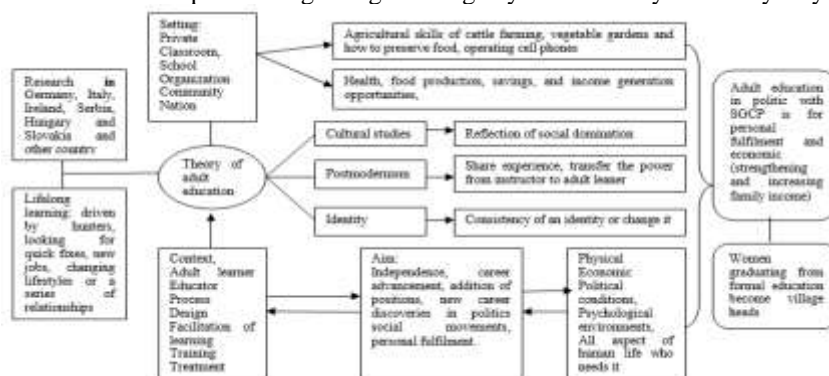 Setting:
Private
Classroom,
School
Organization
Community
Nation
Agricultural skills of cattle farming, vegetable gardens and
how to preserve food, operating cell phones
Health, food production, savings, and income generation
opportunities,
Research in
Germany, Italy,
Ireland, Serbia,
Hungary and
Slovakia and
other country
Theory of
adult
education
Cultural studies
Reflection of social domination
Postmodernism
Share experience, transfer the power
from instructor to adult leaner
Identity
Consistency of an identity or change it
Adult education
in politic with
SGCP is for
personal
fulfilment and
economic
(strengthening
and increasing
family income)
Lifelong
learning: driven
by hunters,
looking for
quick fixes, new
jobs, changing
lifestyles or a
series of
relationships
Context,
Adult learner
Educator
Process
Design
Facilitation of
learning
Training
Treatment
Aim:
Independence, career
advancement, addition of
positions, new career
discoveries in politics
social movements,
personal fulfilment.
Physical
Economic
Political
conditions,
Psychological
environments,
All aspect of
human life who
needs it
Women
graduating from
formal education
become village
heads